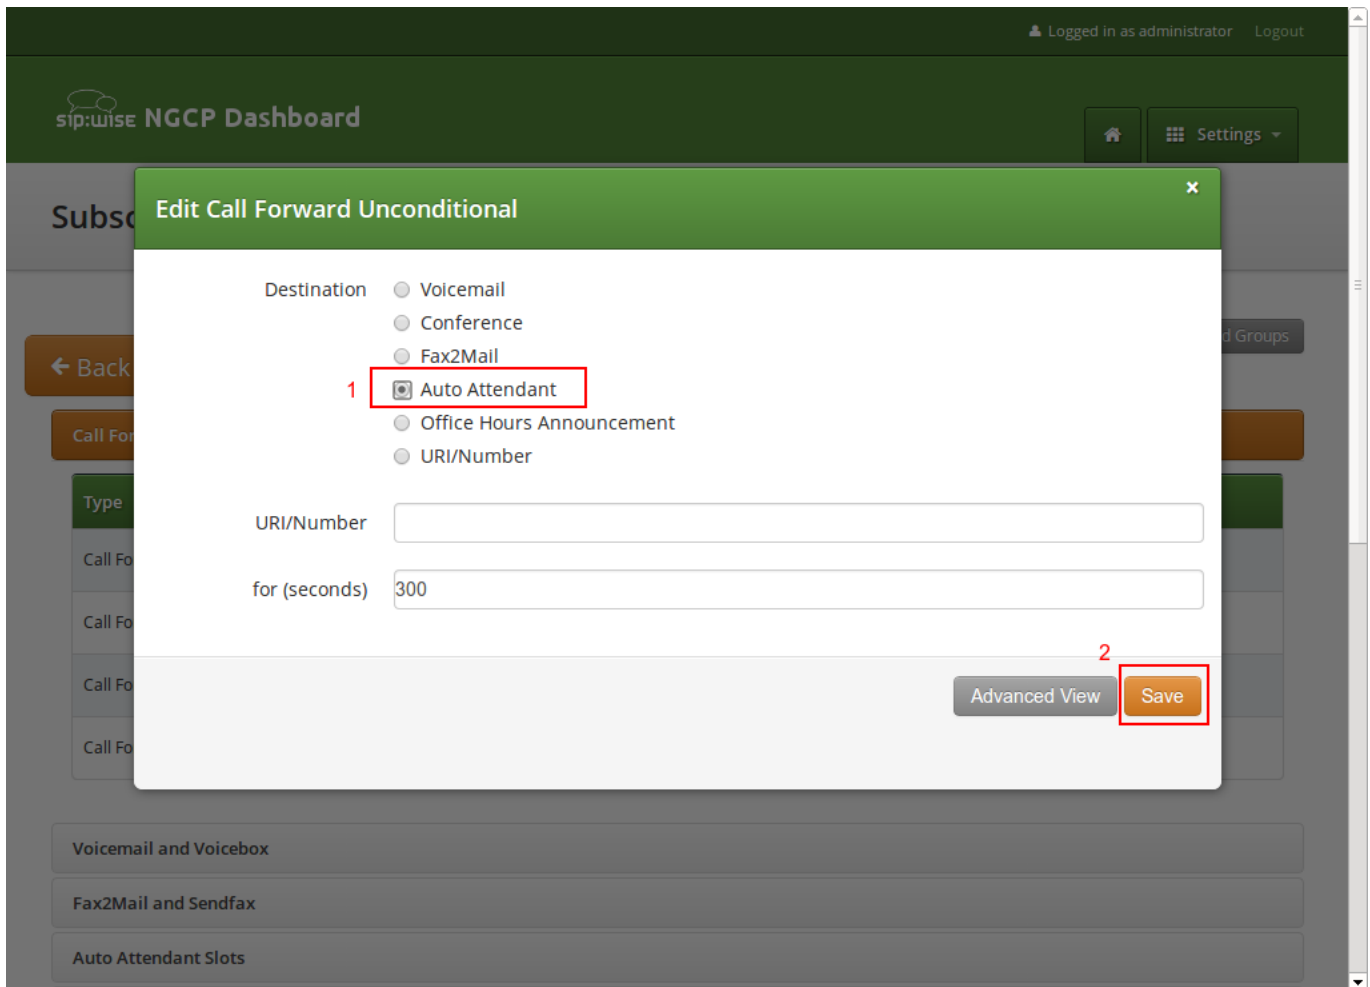 Logged in as administrator Logout
sip:wise NGCP Dashboard
Settings
Subsc
Edit Call Forward Unconditional
×
Destination
Voicemail
Conference
Fax2Mail
1
Auto Attendant
Office Hours Announcement
URI/Number
d Groups
Back
Call For
Type
URI/Number
Call Fo
for (seconds) 300
Call Fo
2
Call Fo
Advanced View Save
Call Fo
Voicemail and Voicebox
Fax2Mail and Sendfax
Auto Attendant Slots